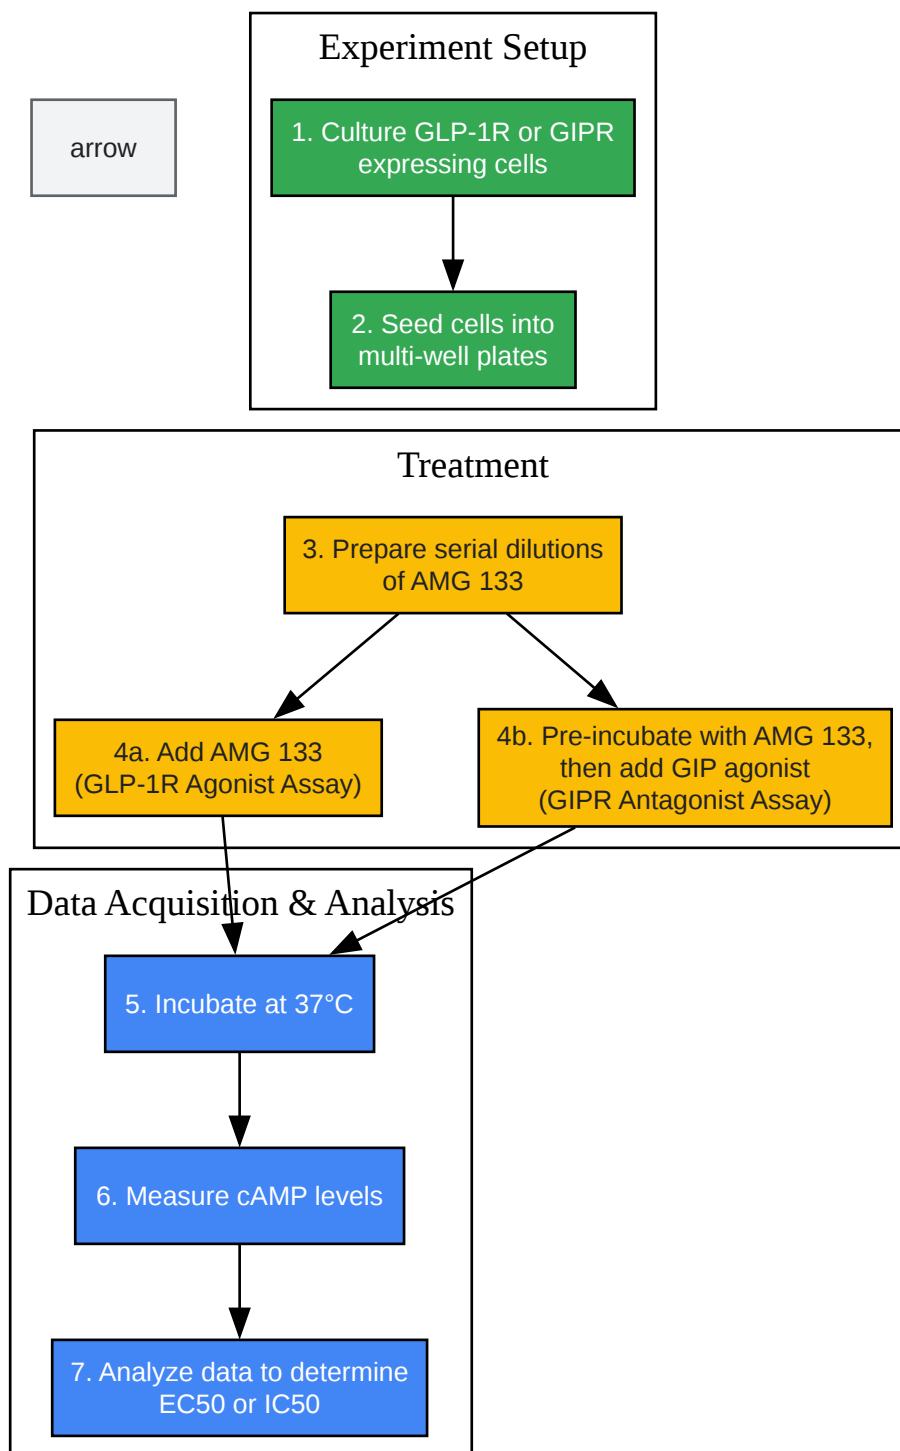 Experiment Setup
arrow
1. Culture GLP-1R or GIPR
expressing cells
2. Seed cells into
multi-well plates
Treatment
3. Prepare serial dilutions
of AMG 133
4a. Add AMG 133
(GLP-1R Agonist Assay)
4b. Pre-incubate with AMG 133,
then add GIP agonist
(GIPR Antagonist Assay)
Data Acquisition & Analysis
5. Incubate at 37°C
6. Measure cAMP levels
7. Analyze data to determine
EC50 or IC50